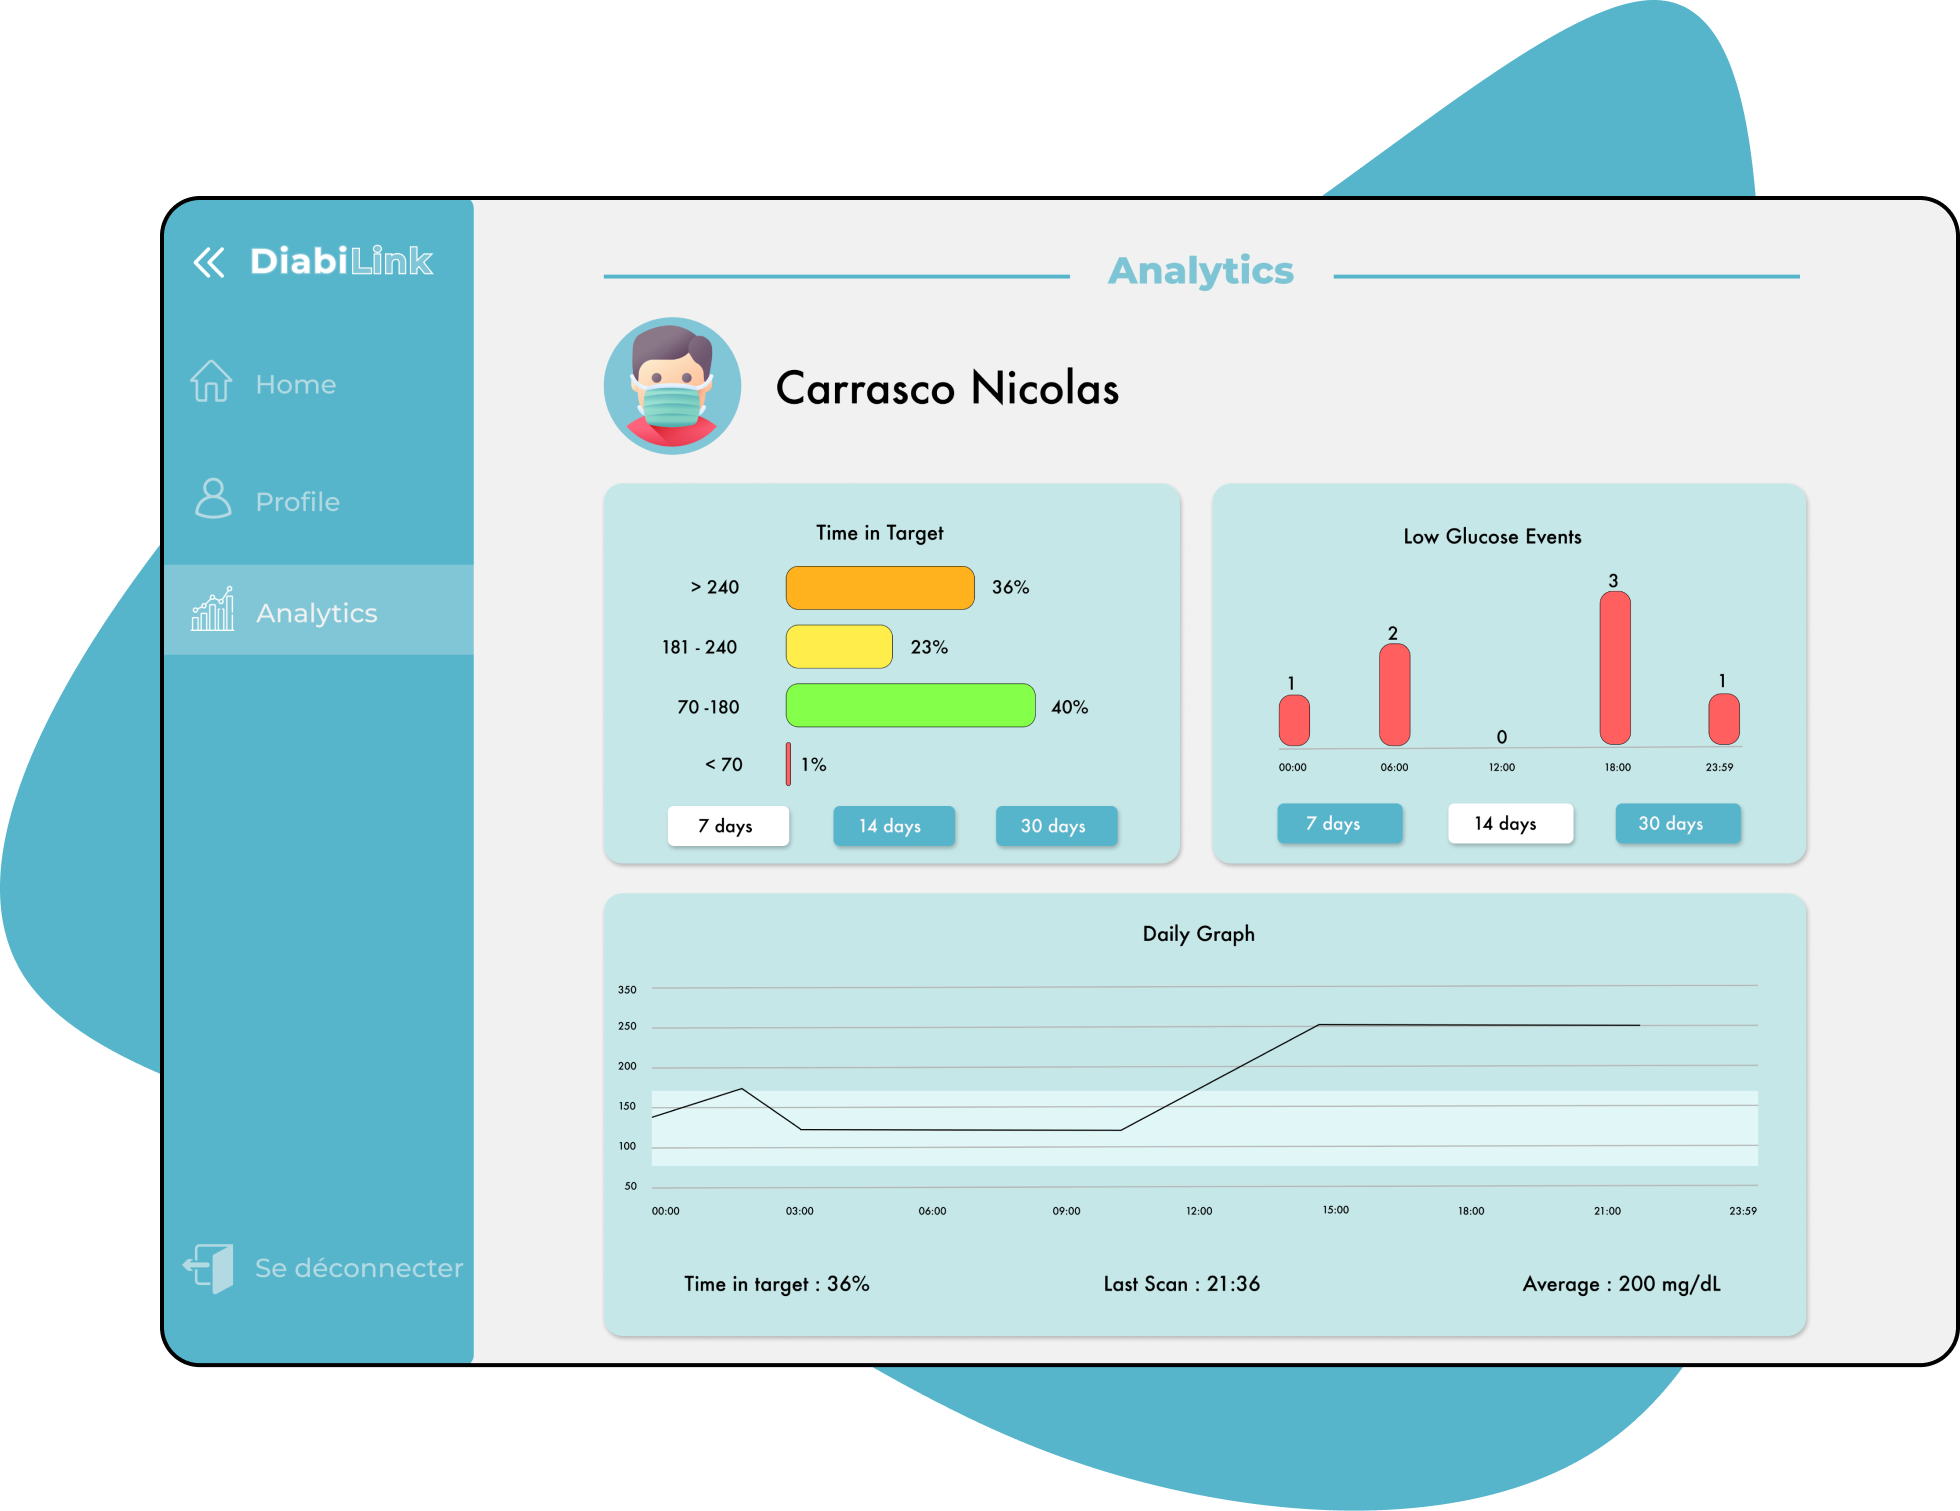 DiabiLink
Home
Profile
Analytics
Se déconnecter
Analytics
Carrasco Nicolas
Time in Target
> 240 36%
181 - 240 23%
70 -180 40%
< 70 1%
7 days 14 days 30 days
Low Glucose Events
1 2 0 3 1
00:00 06:00 12:00 18:00 23:59
7 days 14 days 30 days
Daily Graph
350
250
200
150
100
50
00:00 03:00 06:00 09:00 12:00 15:00 18:00 21:00 23:59
Time in target : 36% Last Scan : 21:36 Average : 200 mg/dL